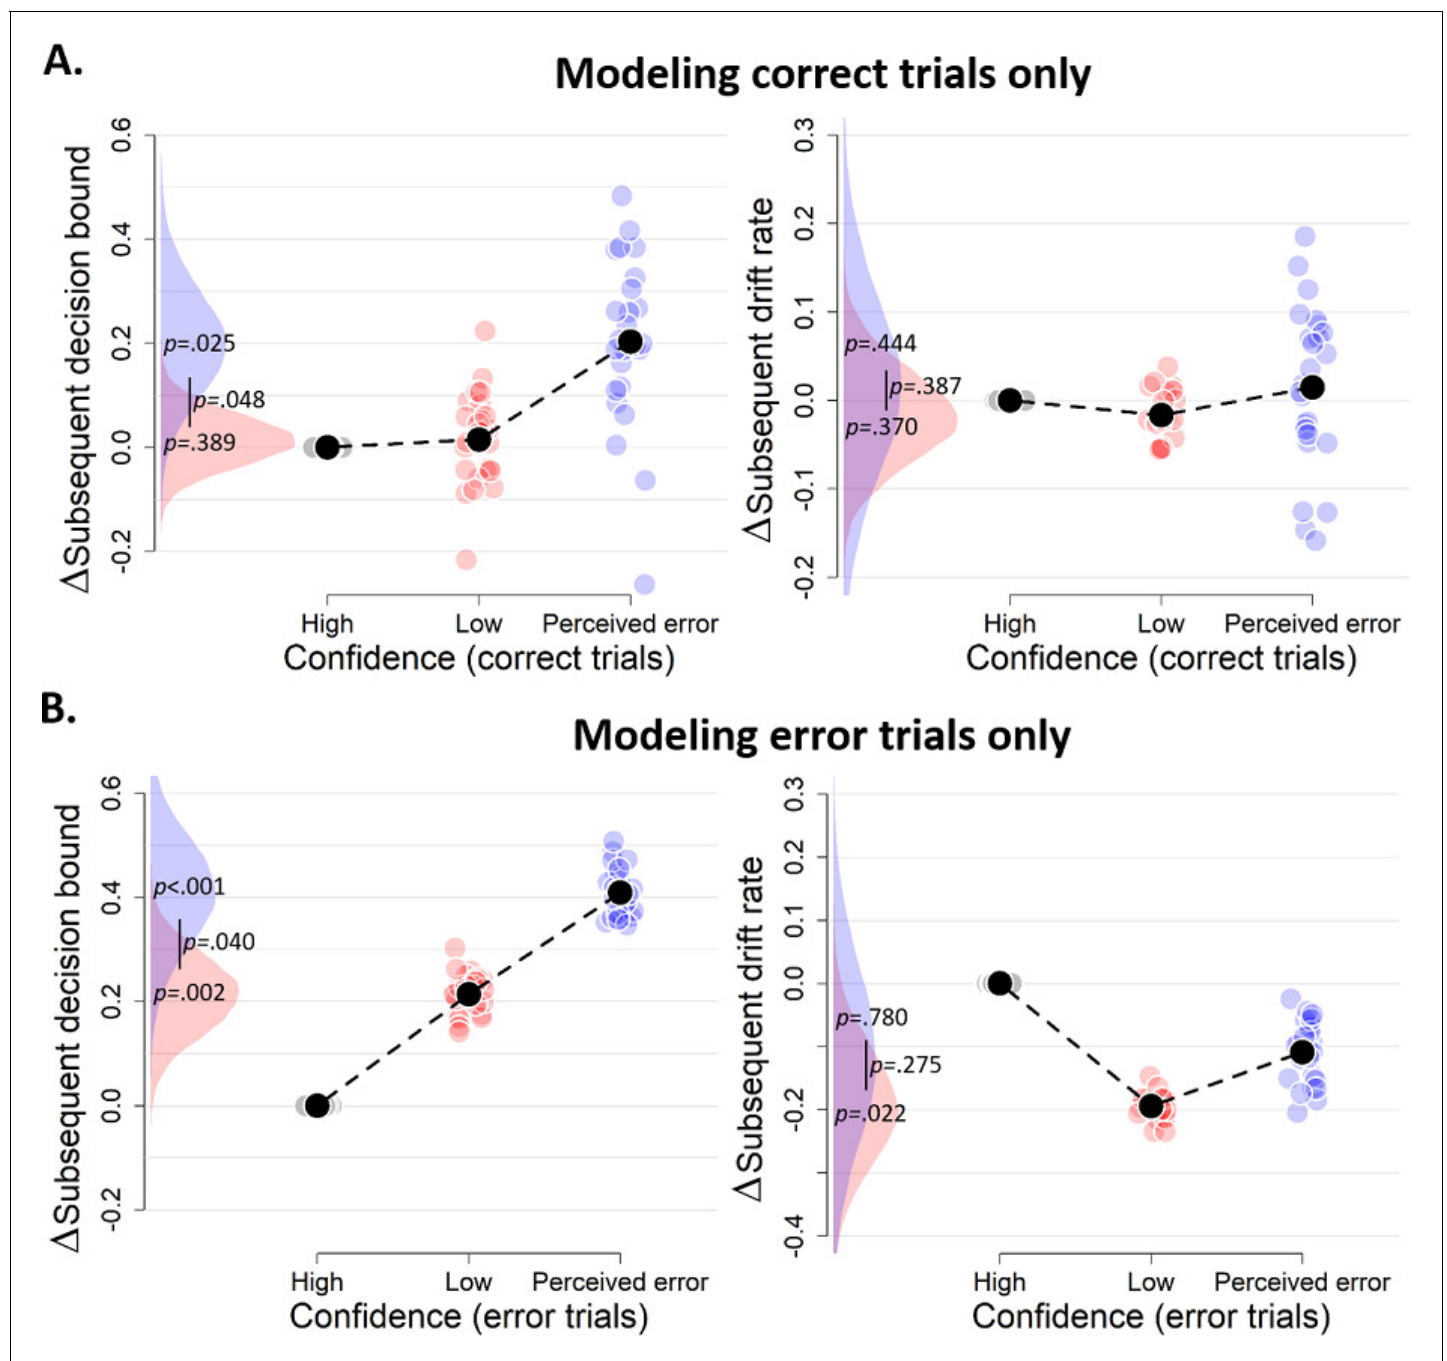 A.
Modeling correct trials only
ΔSubsequent decision bound
0.6
0.4
0.2
0.0
-0.2
p=.025
p=.048
p=.389
High Low Perceived error
Confidence (correct trials)
ΔSubsequent drift rate
0.3
0.2
0.1
0.0
-0.1
-0.2
p=.444
p=.387
p=.370
High Low Perceived error
Confidence (correct trials)
B.
Modeling error trials only
ΔSubsequent decision bound
0.6
0.4
0.2
0.0
-0.2
p<.001
p=.040
p=.002
High Low Perceived error
Confidence (error trials)
ΔSubsequent drift rate
0.3
0.2
0.1
0.0
-0.2
-0.4
p=.780
p=.275
p=.022
High Low Perceived error
Confidence (error trials)